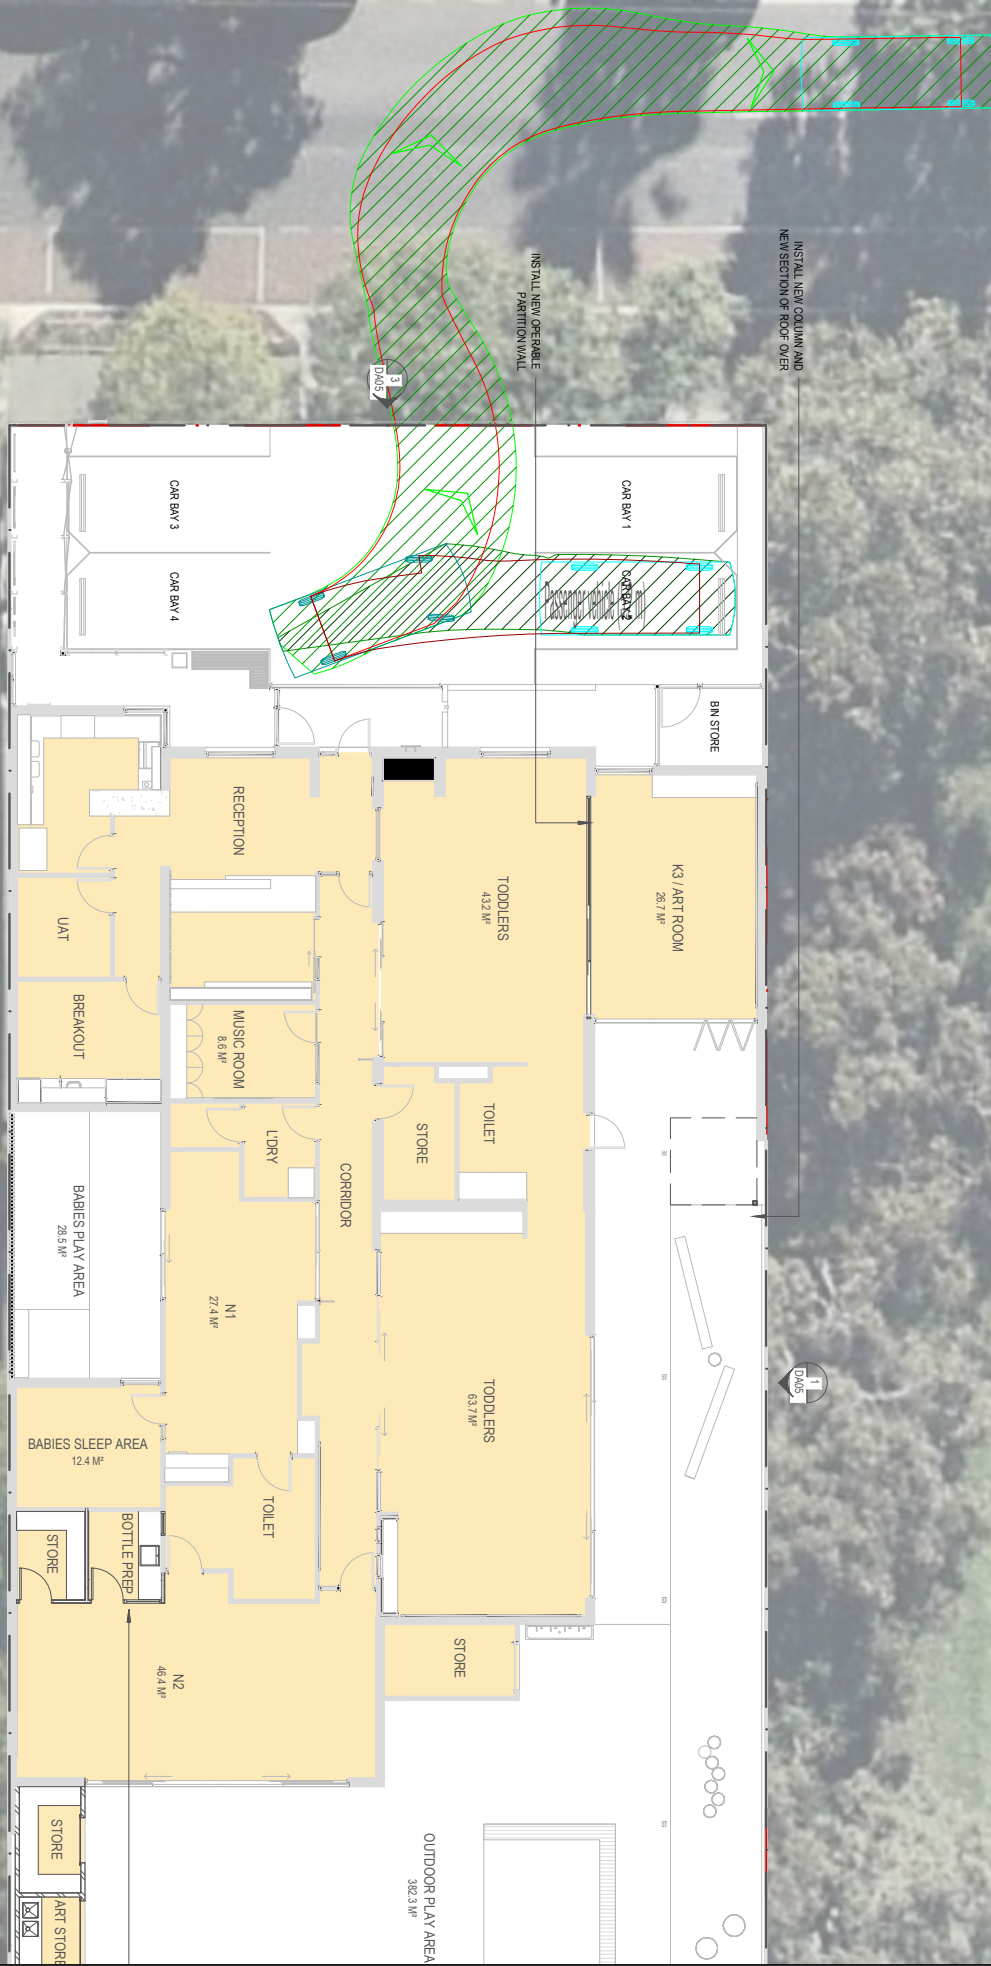 INSTALL NEW COLUMN AND
NEW SECTION OF ROOF OVER
INSTALL NEW OPERABLE
PARTITION WALL
3
DA05
CAR BAY 3
CAR BAY 4
CAR BAY 1
CAR BAY 2
BIN STORE
RECEPTION
TODDLERS
43.2 M²
K3 / ART ROOM
26.7 M²
UAT
BREAKOUT
MUSIC ROOM
8.6 M²
L'DRY
STORE
TOILET
CORRIDOR
BABIES PLAY AREA
28.5 M²
N1
27.4 M²
TODDLERS
63.7 M²
1
DA05
BABIES SLEEP AREA
12.4 M²
TOILET
STORE
BOTTLE PREP
N2
46.4 M²
STORE
STORE
ART STORE
OUTDOOR PLAY AREA
382.3 M²